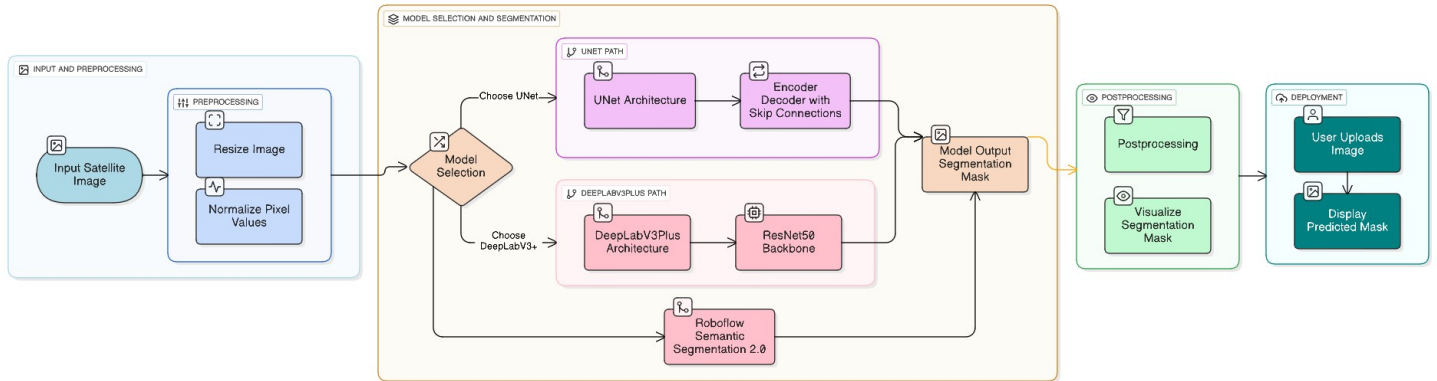 INPUT AND PREPROCESSING
PREPROCESSING
Input Satellite
Image
Resize Image
Normalize Pixel
Values
MODEL SELECTION AND SEGMENTATION
Model
Selection
Choose UNet
Choose
DeepLabV3+
UNET PATH
UNet Architecture
Encoder
Decoder with
Skip Connections
DEEPLABV3PLUS PATH
DeepLabV3Plus
Architecture
ResNet50
Backbone
Roboflow
Semantic
Segmentation 2.0
Model Output
Segmentation
Mask
POSTPROCESSING
Postprocessing
Visualize
Segmentation
Mask
DEPLOYMENT
User Uploads
Image
Display
Predicted Mask